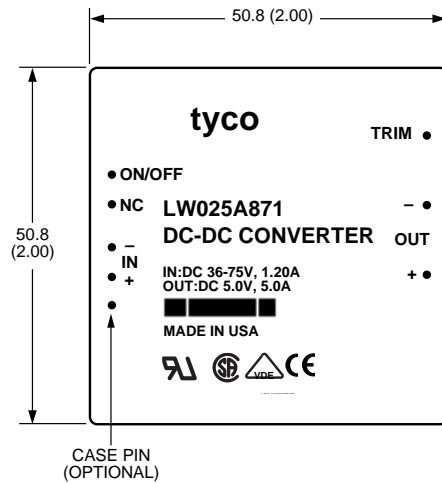 50.8 (2.00)
tyco
TRIM
ON/OFF
NC
LW025A871
–
DC-DC CONVERTER
OUT
50.8
(2.00)
–
IN
+
IN:DC 36-75V, 1.20A
OUT:DC 5.0V, 5.0A
+
MADE IN USA
VDE
CE
CASE PIN
(OPTIONAL)